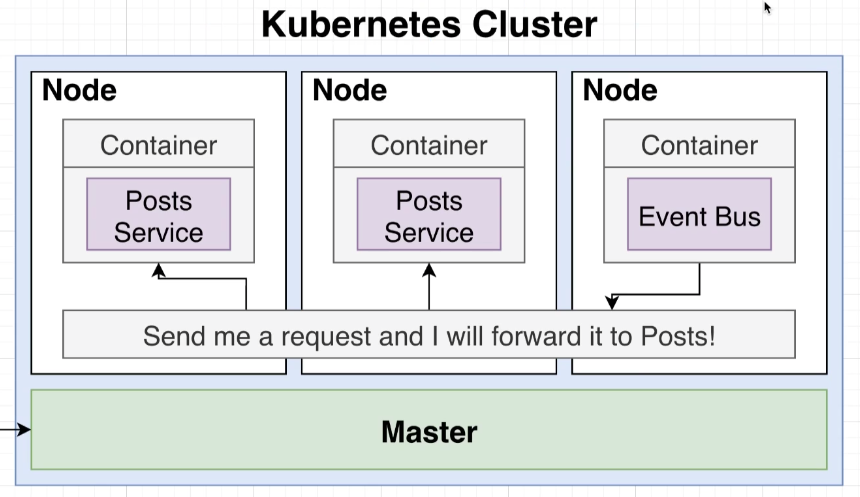 Kubernetes Cluster
Node
Container
Posts
Service
Node
Container
Posts
Service
Node
Container
Event Bus
Send me a request and I will forward it to Posts!
Master